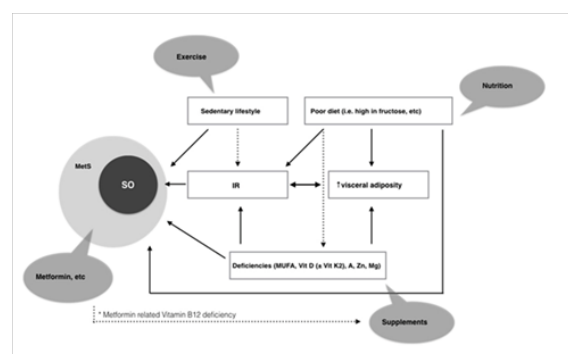 Exercise
Nutrition
Sedentary lifestyle
Poor diet (i.e. high in fructose, etc)
MetS
SO
IR
↑visceral adiposity
Metformin, etc
Deficiencies (MUFA, Vit D (± Vit K2), A, Zn, Mg)
* Metformin related Vitamin B12 deficiency
Supplements